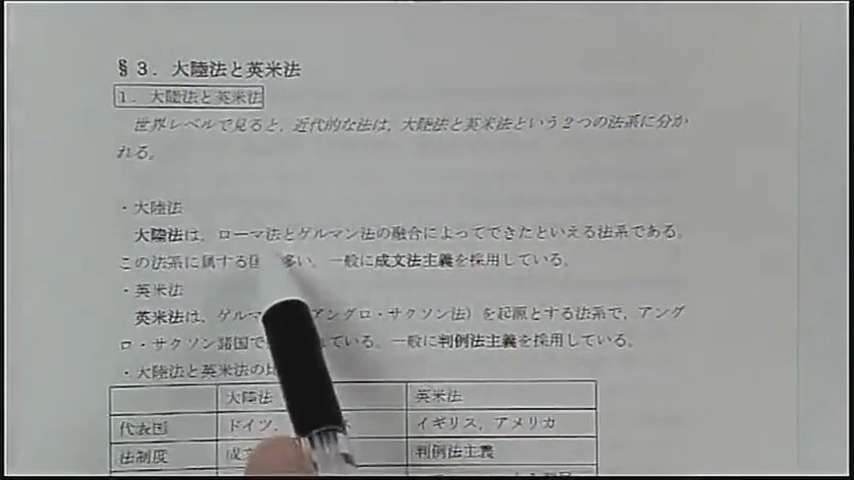 §３．大陸法と英米法
１．大陸法と英米法
世界レベルで見ると，近代的な法は，大陸法と英米法という２つの法系に分か
れる。
・大陸法
大陸法は，ローマ法とゲルマン法の融合によってできたといえる法系である。
この法系に属する国 多い。一般に成文法主義を採用している。
・英米法
英米法は，ゲルマ アングロ・サクソン法）を起源とする法系で，アング
ロ・サクソン諸国で れている。一般に判例法主義を採用している。
・大陸法と英米法の比
大陸法 英米法
代表国 ドイツ， イギリス，アメリカ
法制度 成文 判例法主義